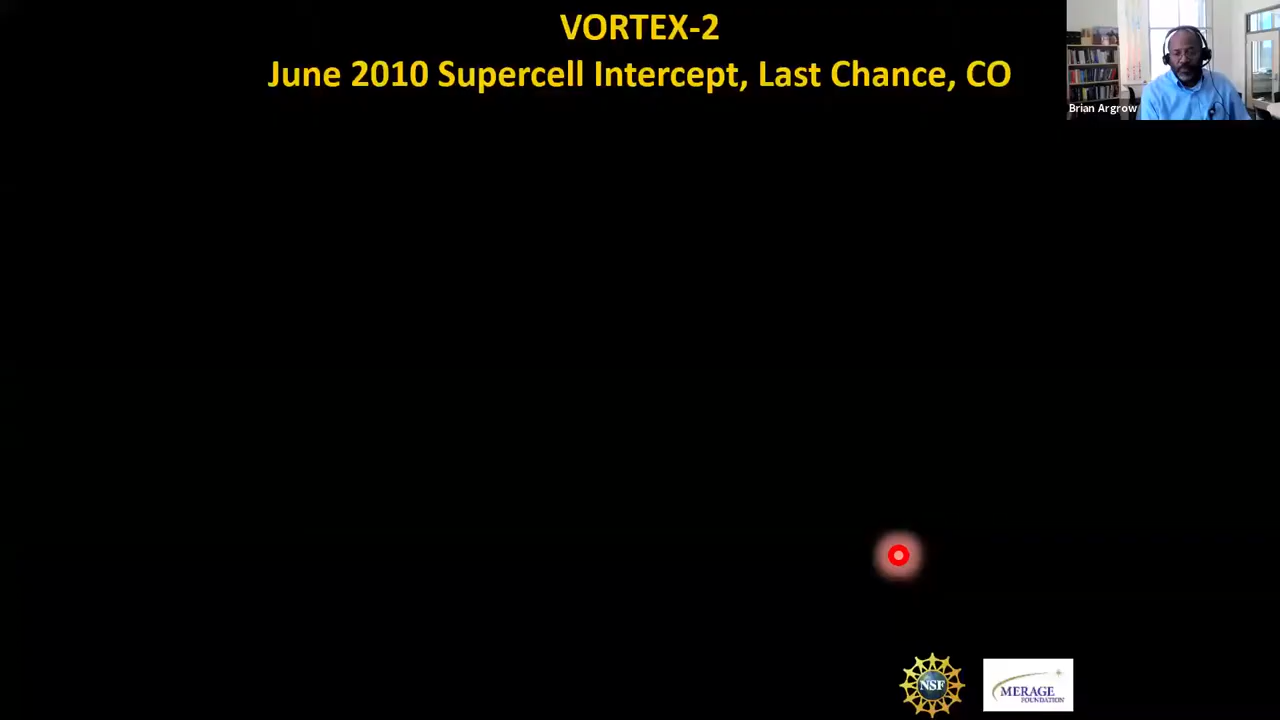 VORTEX-2
June 2010 Supercell Intercept, Last Chance, CO
Brian Argrow
NSF
MERAGE
FOUNDATION